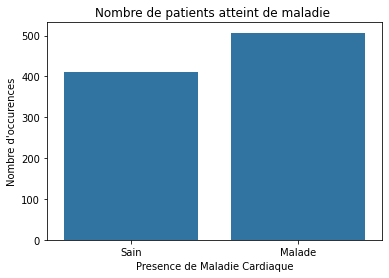 Nombre de patients atteint de maladie
Nombre d'occurences
500
400
300
200
100
0
Sain
Malade
Presence de Maladie Cardiaque